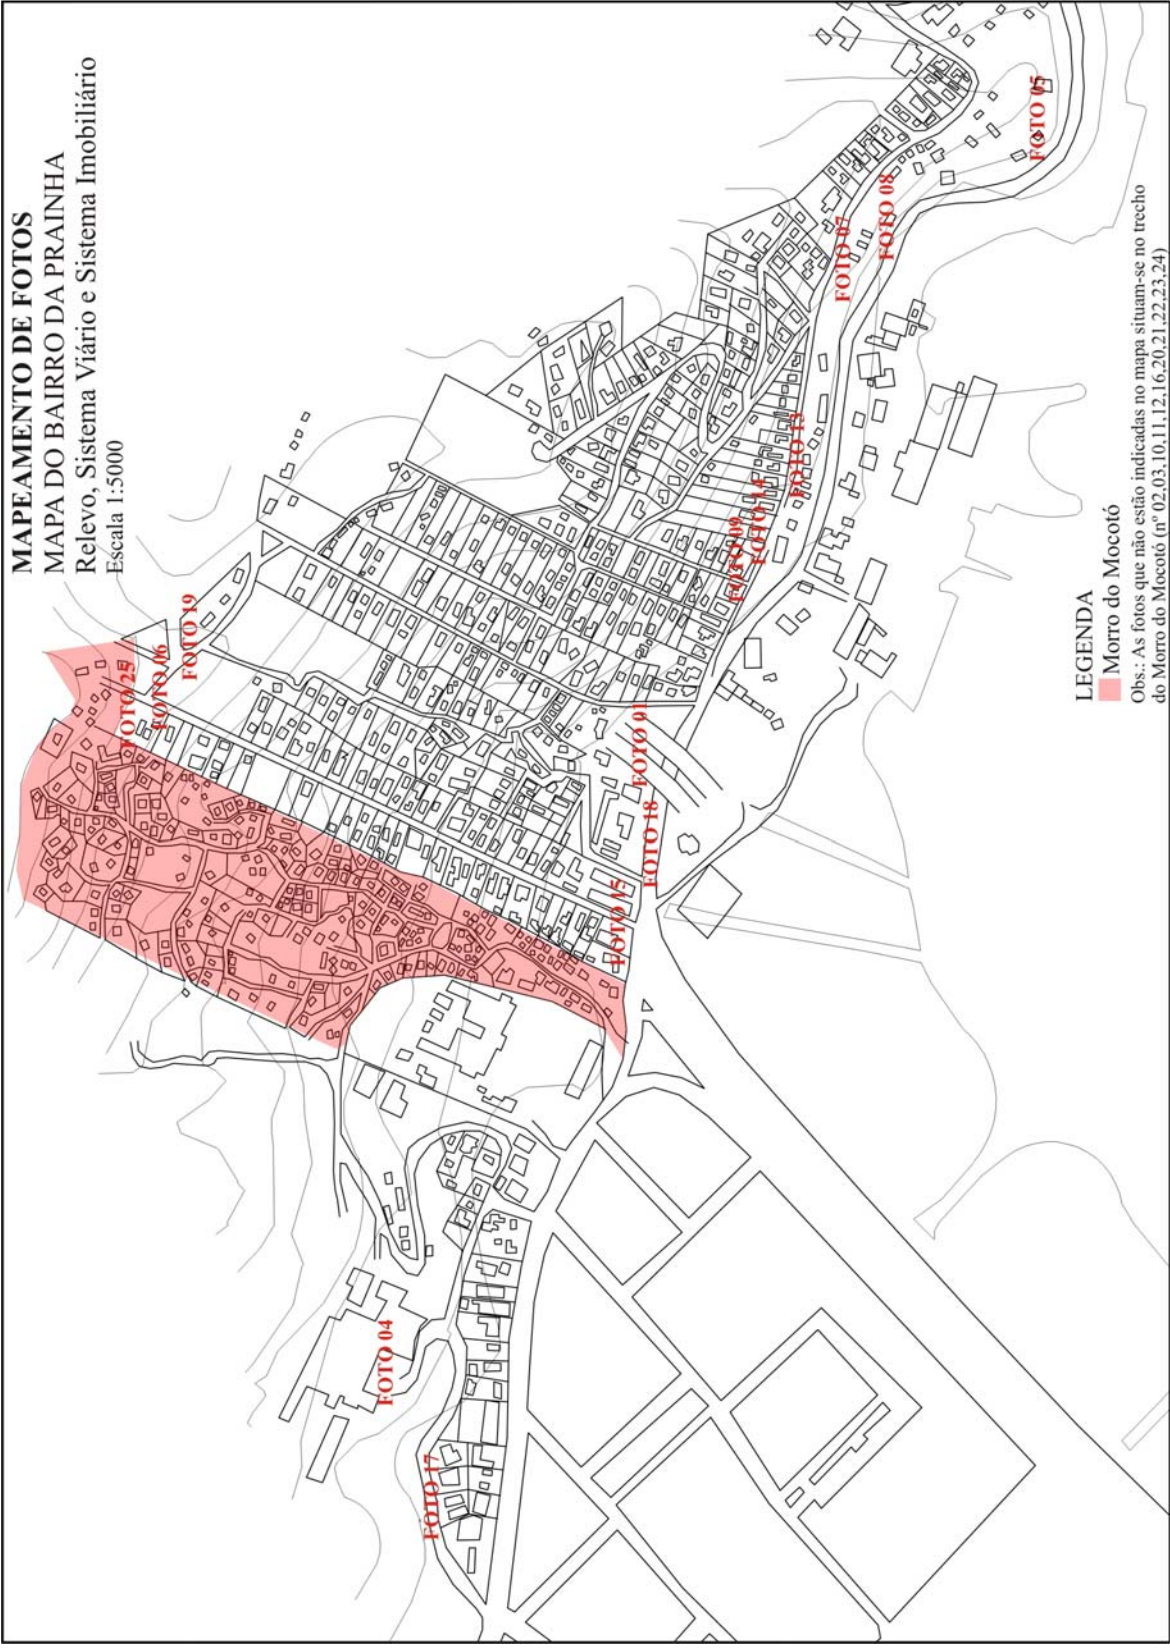 MAPEAMENTO DE FOTOS
MAPA DO BAIRRO DA PRAINHA
Relevo, Sistema Viário e Sistema Imobiliário
Escala 1:5000
FOTO 25
FOTO 06
FOTO 19
FOTO 04
FOTO 17
FOTO 15
FOTO 18
FOTO 01
FOTO 09
FOTO 14
FOTO 13
FOTO 07
FOTO 08
FOTO 05
LEGENDA
Morro do Mocotó
Obs.: As fotos que não estão indicadas no mapa situam-se no trecho
do Morro do Mocotó (nº 02,03,10,11,12,16,20,21,22,23,24)